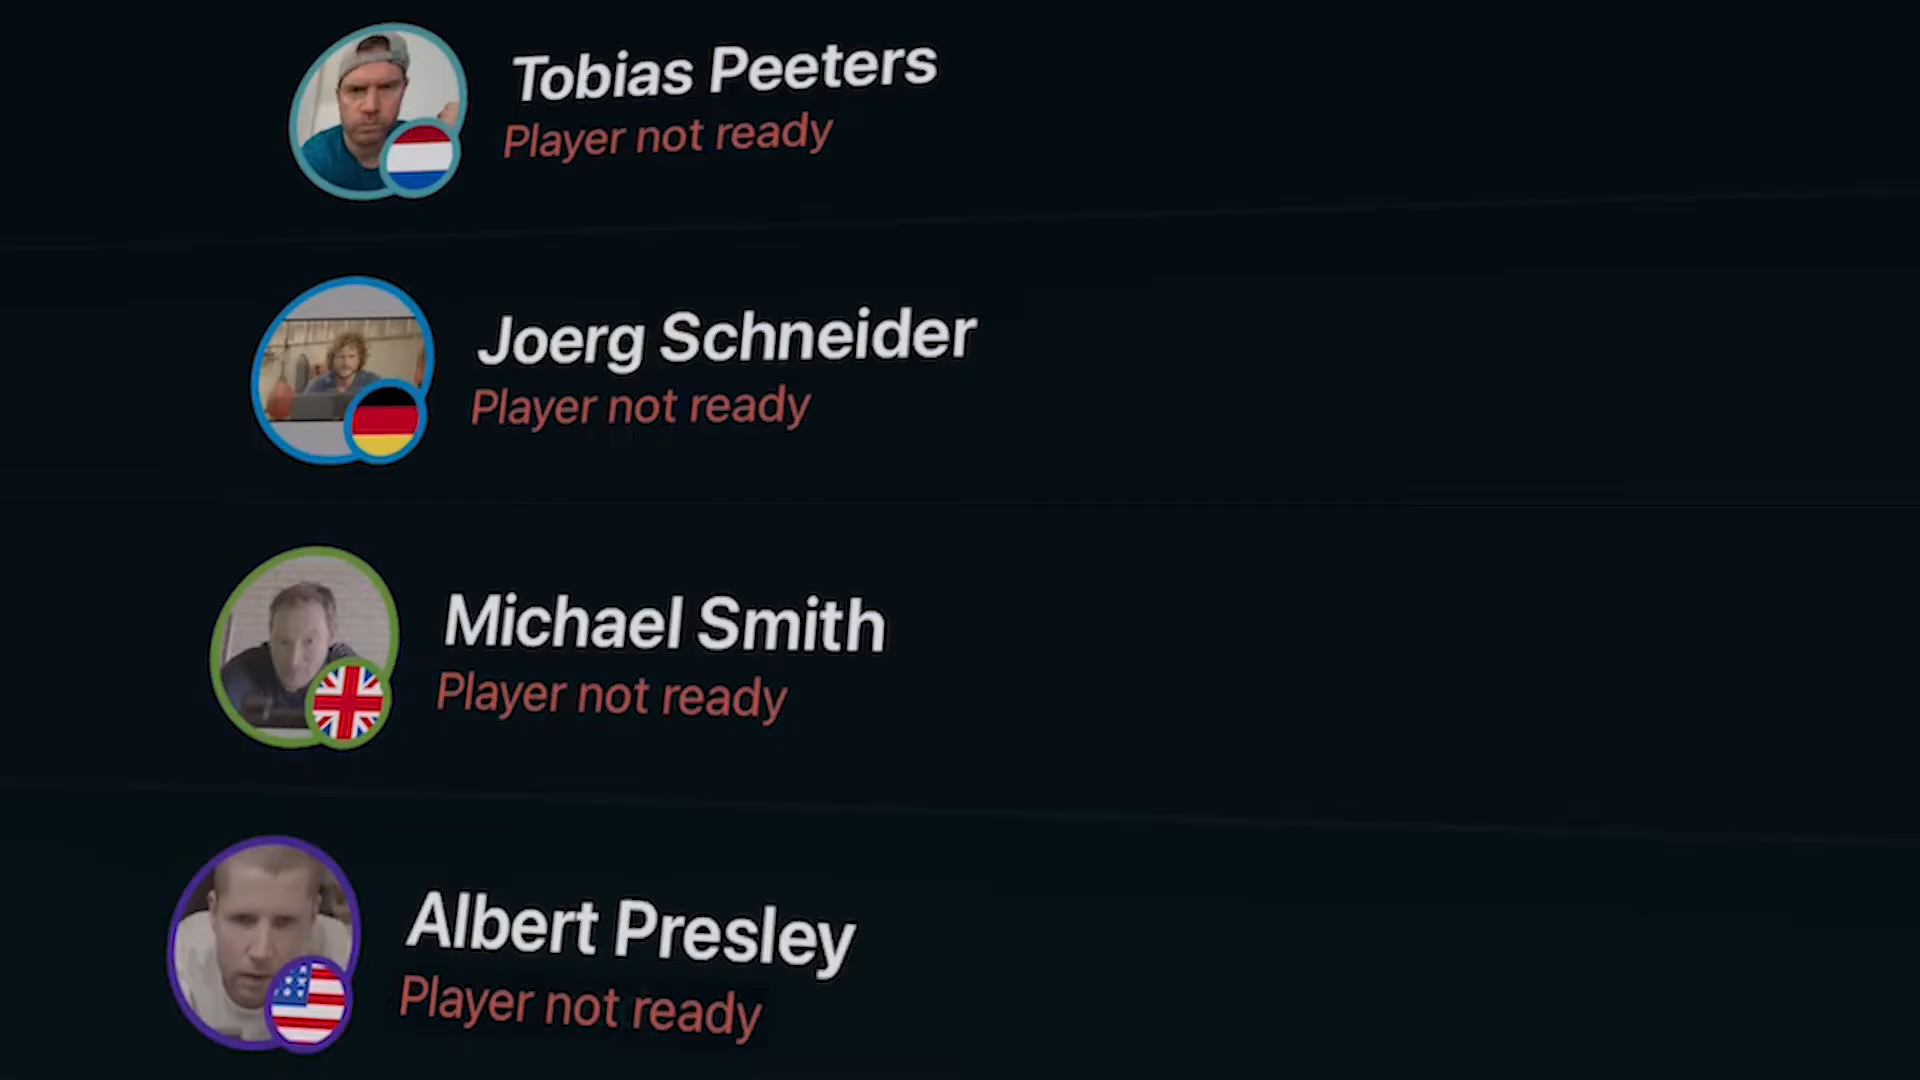 Tobias Peeters
Player not ready
Joerg Schneider
Player not ready
Michael Smith
Player not ready
Albert Presley
Player not ready